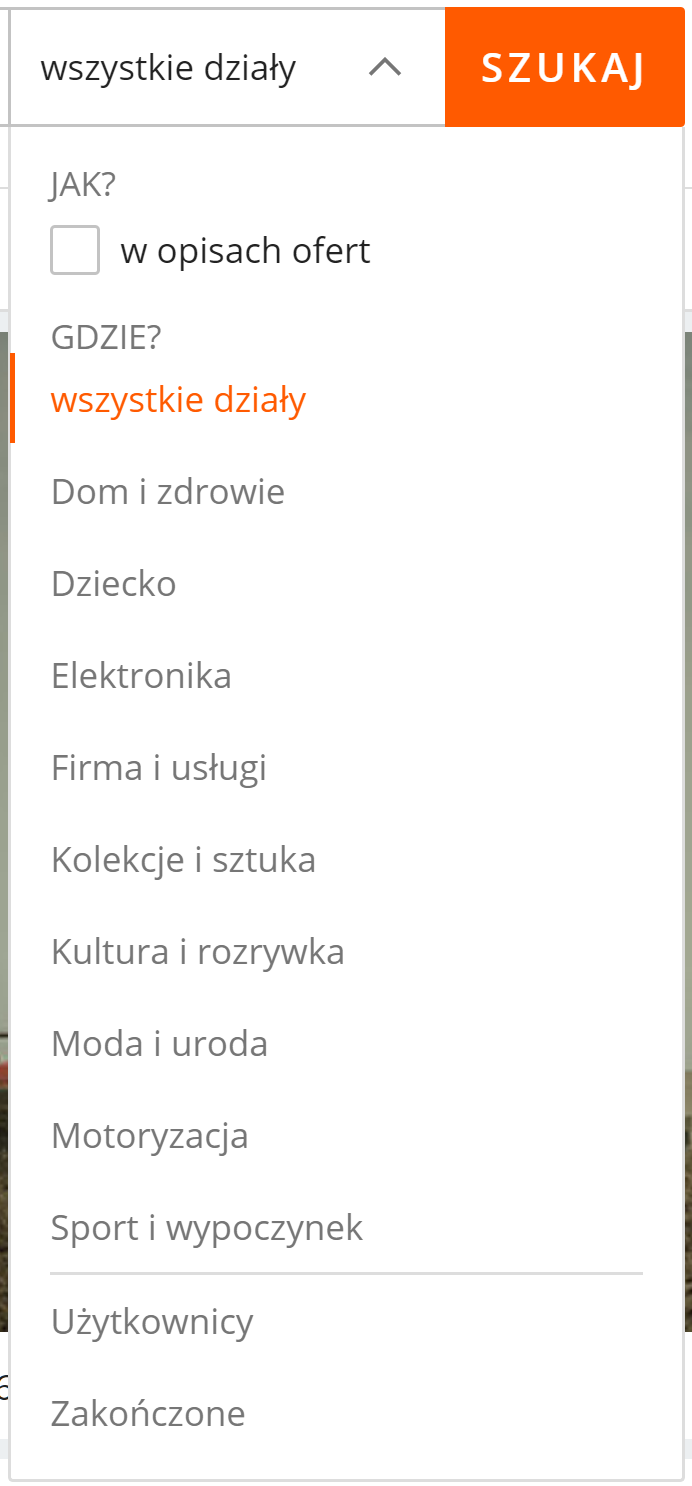 wszystkie działy
SZUKAJ
JAK?
w opisach ofert
GDZIE?
wszystkie działy
Dom i zdrowie
Dziecko
Elektronika
Firma i usługi
Kolekcje i sztuka
Kultura i rozrywka
Moda i uroda
Motoryzacja
Sport i wypoczynek
Użytkownicy
Zakończone